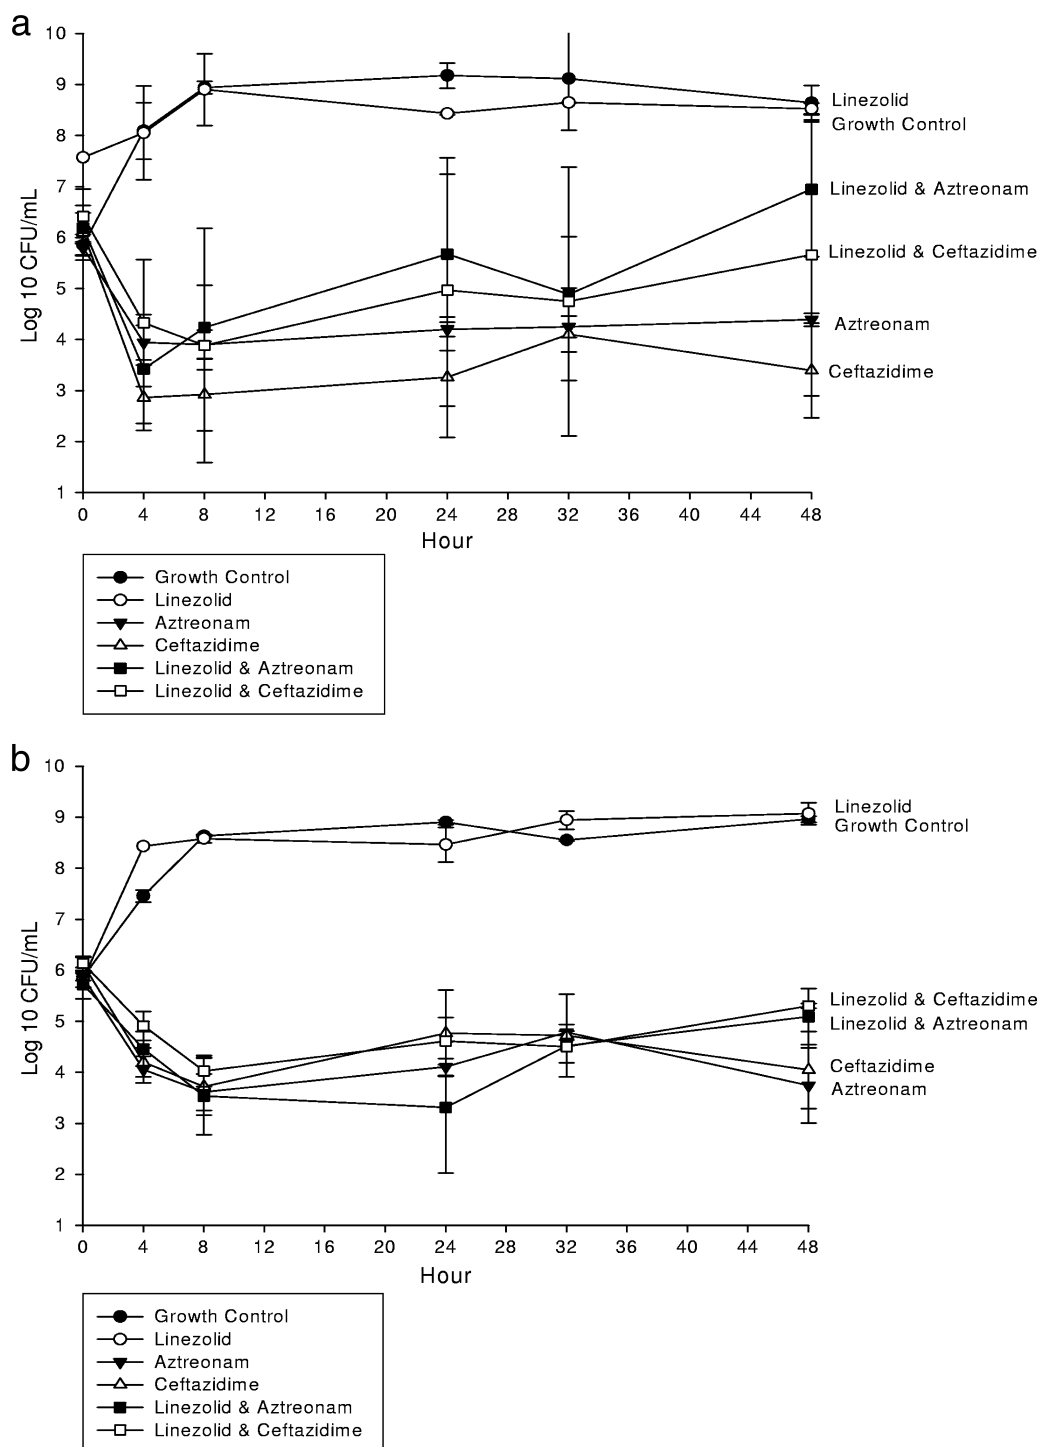 a
10
9
8
7
6
5
4
3
2
1
Log 10 CFU/mL
0 4 8 12 16 20 24 28 32 36 40 44 48
Hour
Linezolid
Growth Control
Linezolid & Aztreonam
Linezolid & Ceftazidime
Aztreonam
Ceftazidime
Growth Control
Linezolid
Aztreonam
Ceftazidime
Linezolid & Aztreonam
Linezolid & Ceftazidime
b
10
9
8
7
6
5
4
3
2
1
Log 10 CFU/mL
0 4 8 12 16 20 24 28 32 36 40 44 48
Hour
Linezolid
Growth Control
Linezolid & Ceftazidime
Linezolid & Aztreonam
Ceftazidime
Aztreonam
Growth Control
Linezolid
Aztreonam
Ceftazidime
Linezolid & Aztreonam
Linezolid & Ceftazidime